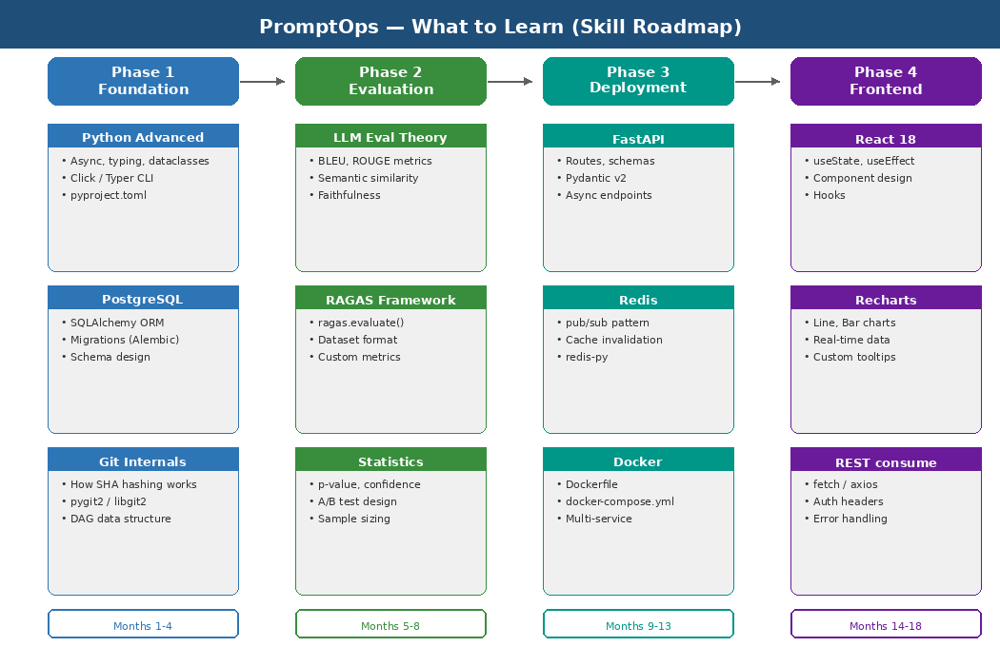 PromptOps — What to Learn (Skill Roadmap)
Phase 1
Foundation
Phase 2
Evaluation
Phase 3
Deployment
Phase 4
Frontend
Python Advanced
• Async, typing, dataclasses
• Click / Typer CLI
• pyproject.toml
LLM Eval Theory
• BLEU, ROUGE metrics
• Semantic similarity
• Faithfulness
FastAPI
• Routes, schemas
• Pydantic v2
• Async endpoints
React 18
• useState, useEffect
• Component design
• Hooks
PostgreSQL
• SQLAlchemy ORM
• Migrations (Alembic)
• Schema design
RAGAS Framework
• ragas.evaluate()
• Dataset format
• Custom metrics
Redis
• pub/sub pattern
• Cache invalidation
• redis-py
Recharts
• Line, Bar charts
• Real-time data
• Custom tooltips
Git Internals
• How SHA hashing works
• pygit2 / libgit2
• DAG data structure
Statistics
• p-value, confidence
• A/B test design
• Sample sizing
Docker
• Dockerfile
• docker-compose.yml
• Multi-service
REST consume
• fetch / axios
• Auth headers
• Error handling
Months 1-4
Months 5-8
Months 9-13
Months 14-18